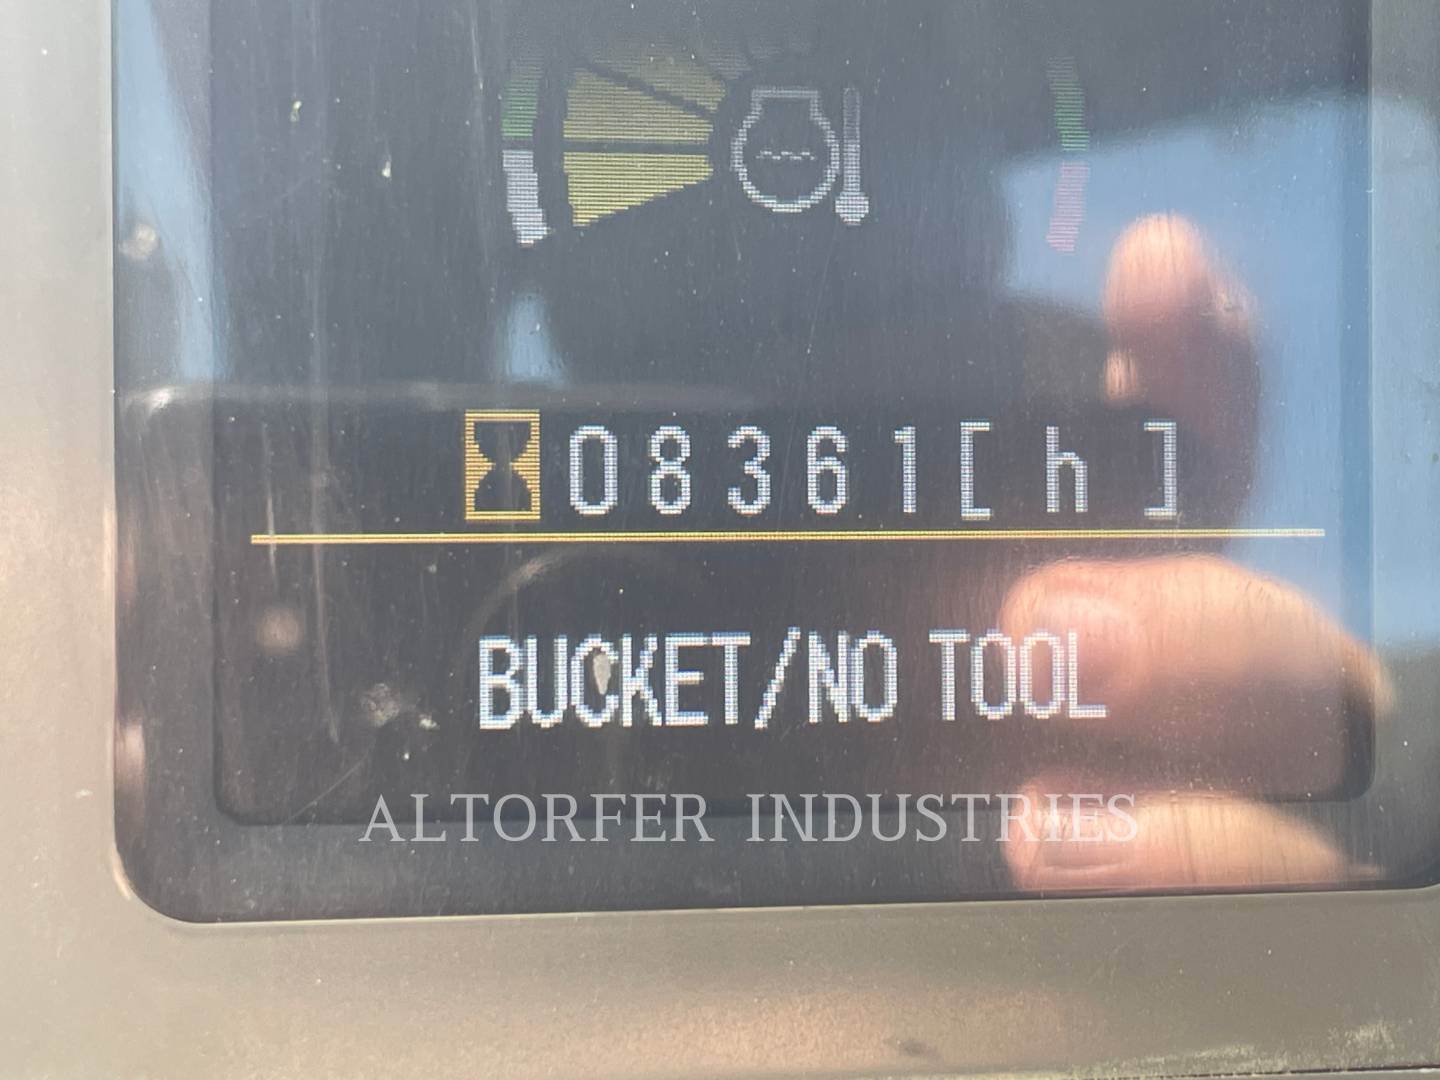 08361[ h ]
BUCKET/NO TOOL
ALTORFER INDUSTRIES